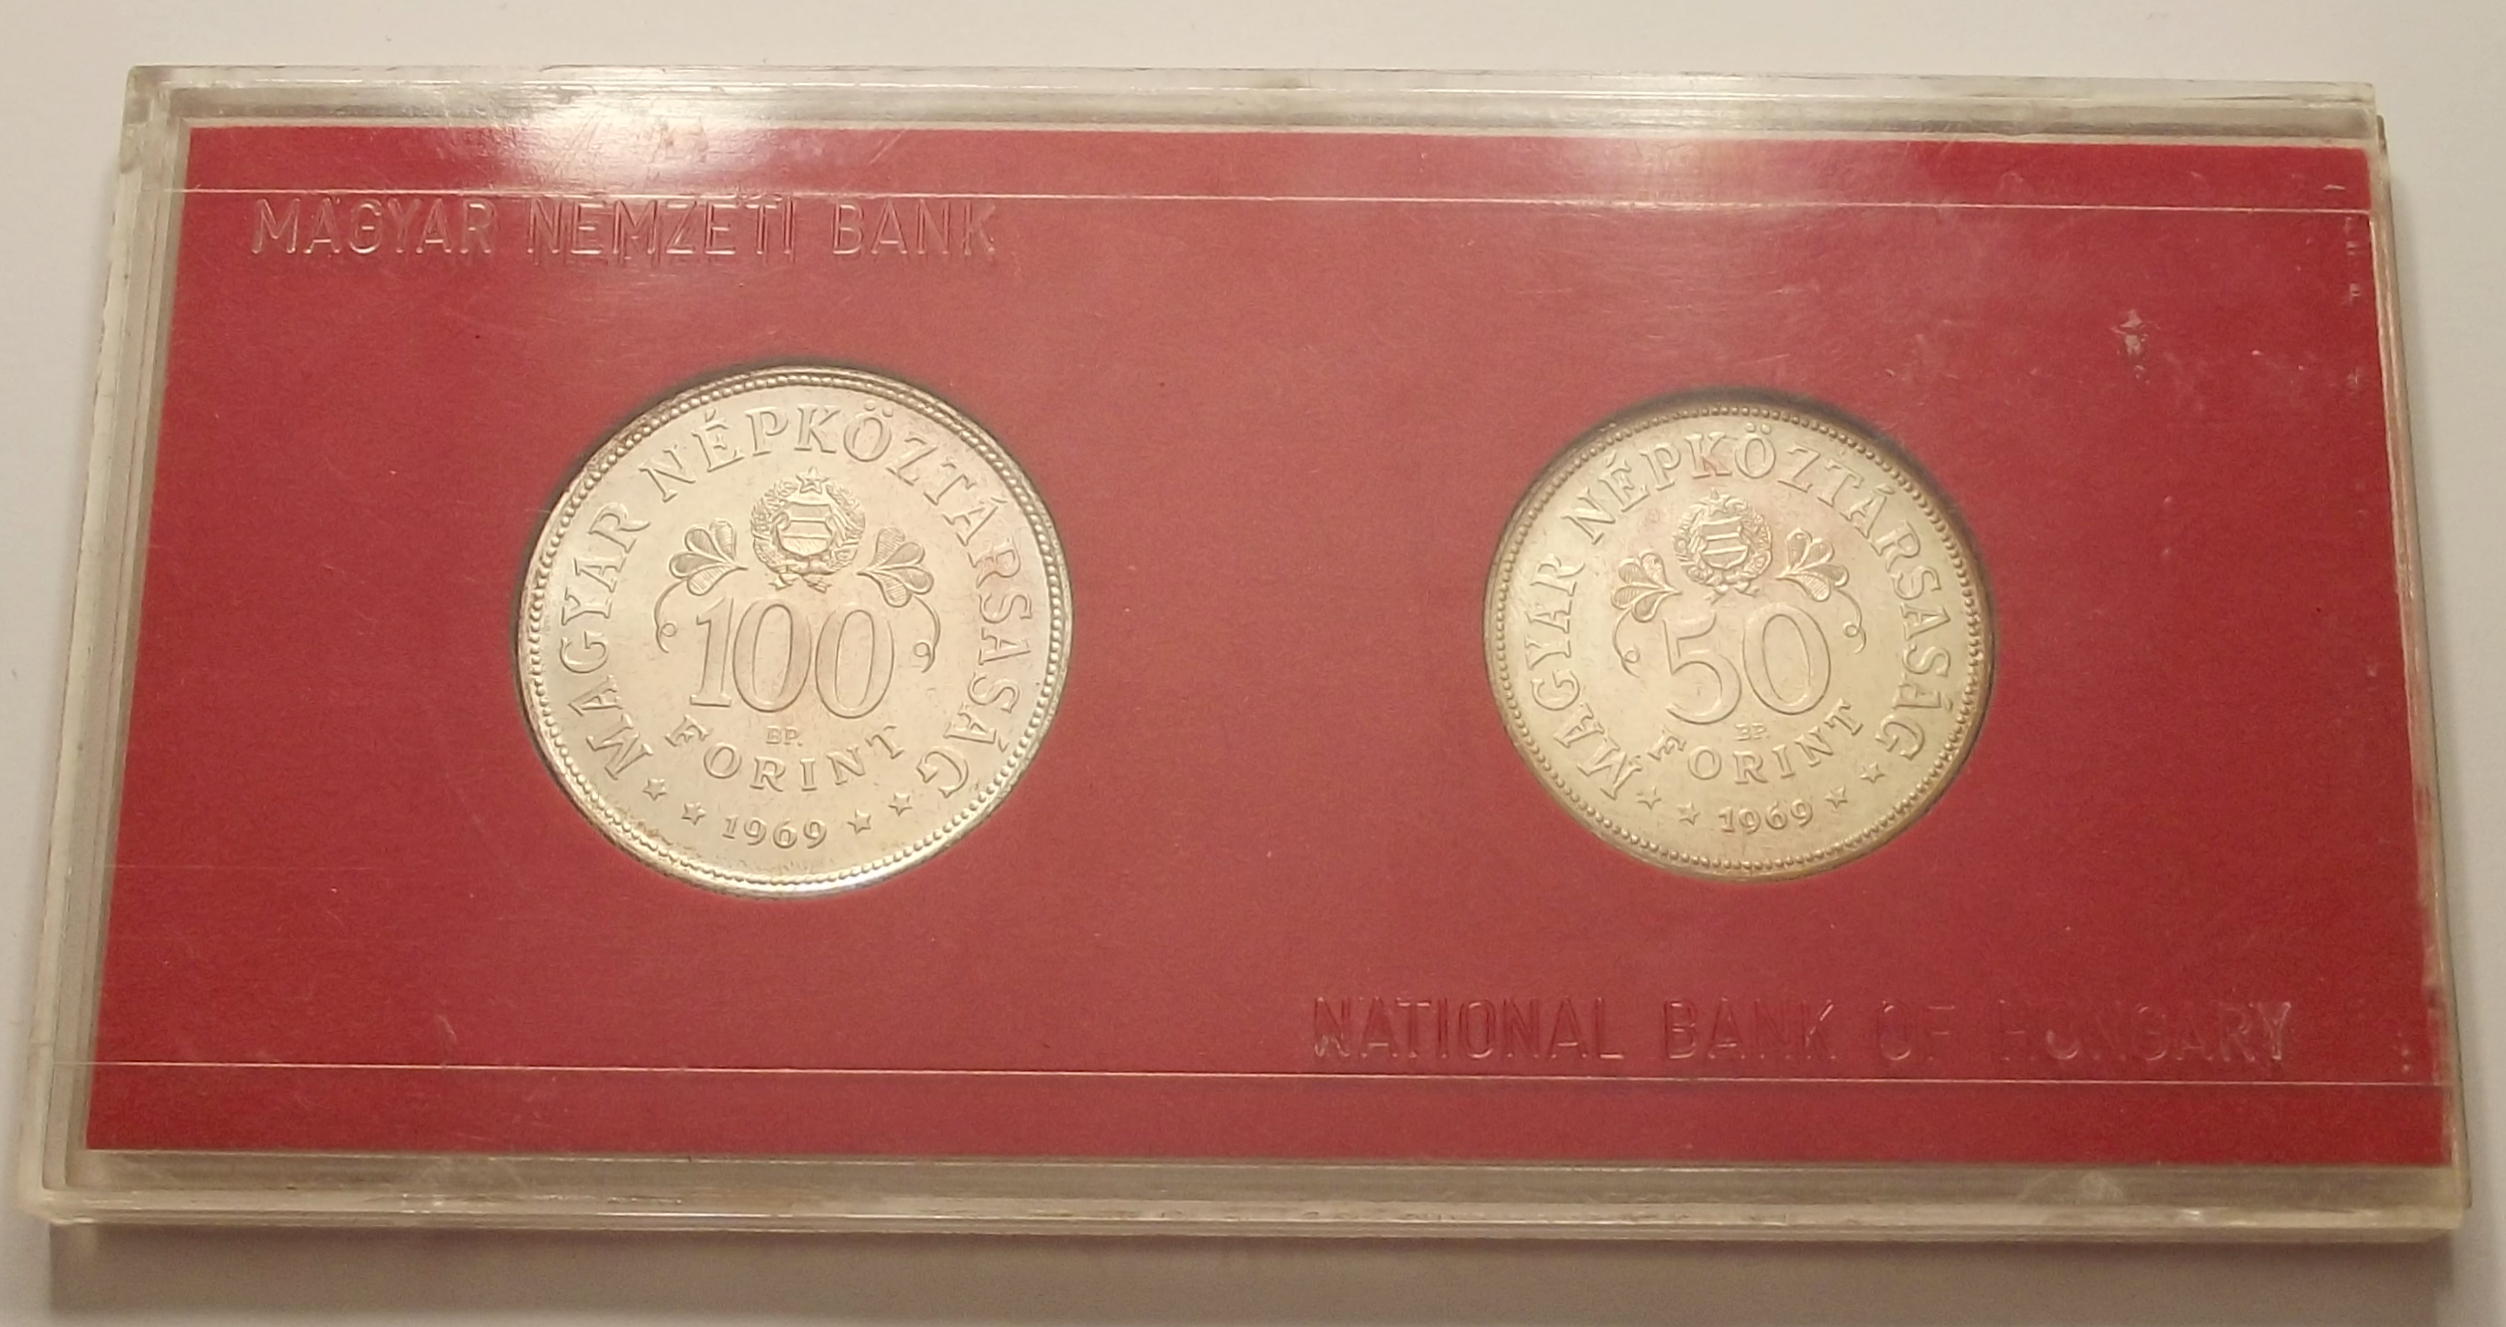 MAGYAR NEMZETI BANK
MAGYAR NÉPKÖZTÁRSASÁG
100
BP.
FORINT
1969
MAGYAR NÉPKÖZTÁRSASÁG
50
BP.
FORINT
1969
NATIONAL BANK OF HUNGARY